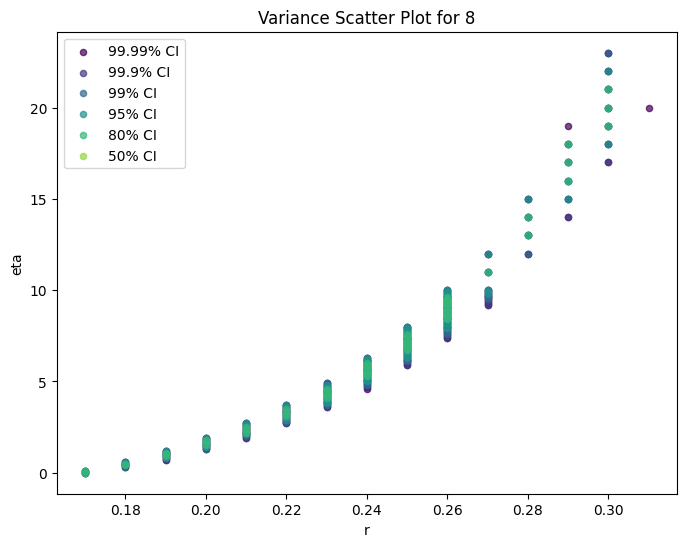 Variance Scatter Plot for 8
99.99% CI
99.9% CI
99% CI
95% CI
80% CI
50% CI
eta
20
15
10
5
0
0.18 0.20 0.22 0.24 0.26 0.28 0.30
r